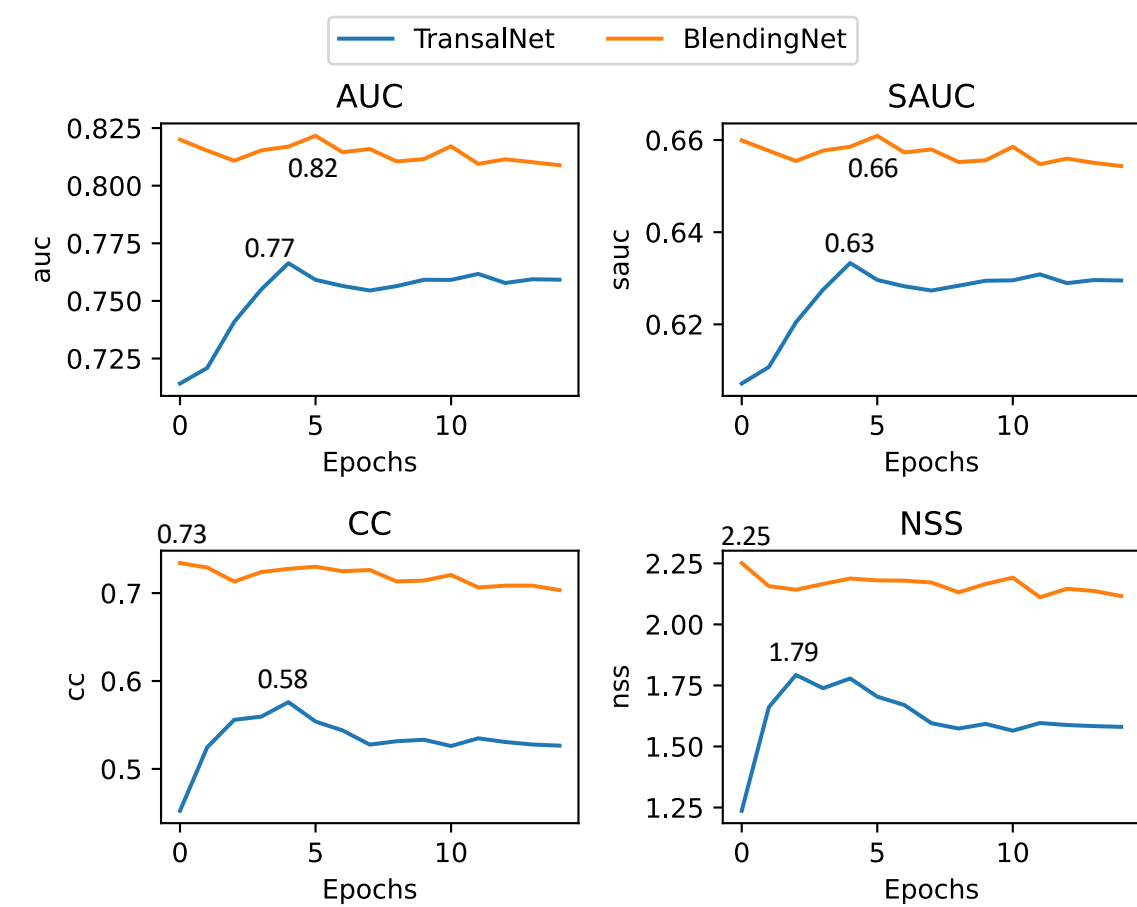 TransalNet BlendingNet
AUC
0.825
0.800
0.775
0.750
0.725
auc
0.82
0.77
0 5 10
Epochs
SAUC
0.66
0.64
0.62
sauc
0.66
0.63
0 5 10
Epochs
CC
0.73
0.7
0.6
0.5
cc
0.58
0 5 10
Epochs
NSS
2.25
2.25
2.00
1.75
1.50
1.25
nss
1.79
0 5 10
Epochs